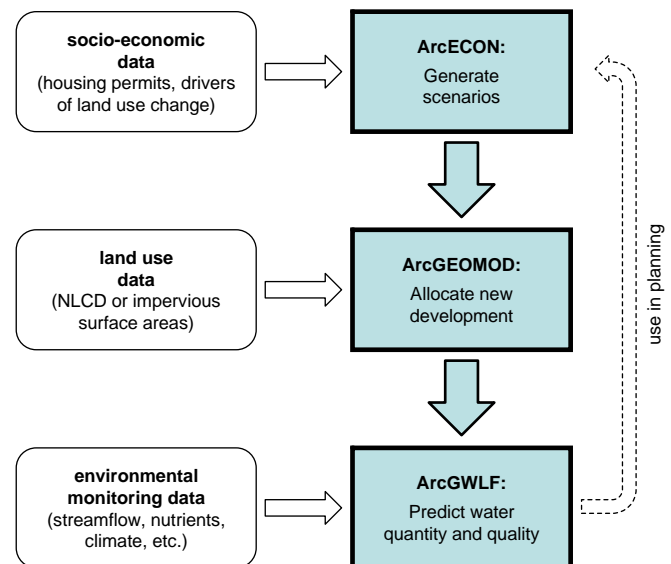 socio-economic
data
(housing permits, drivers
of land use change)
ArcECON:
Generate
scenarios
land use
data
(NLCD or impervious
surface areas)
ArcGEOMOD:
Allocate new
development
use in planning
environmental
monitoring data
(streamflow, nutrients,
climate, etc.)
ArcGWLF:
Predict water
quantity and quality